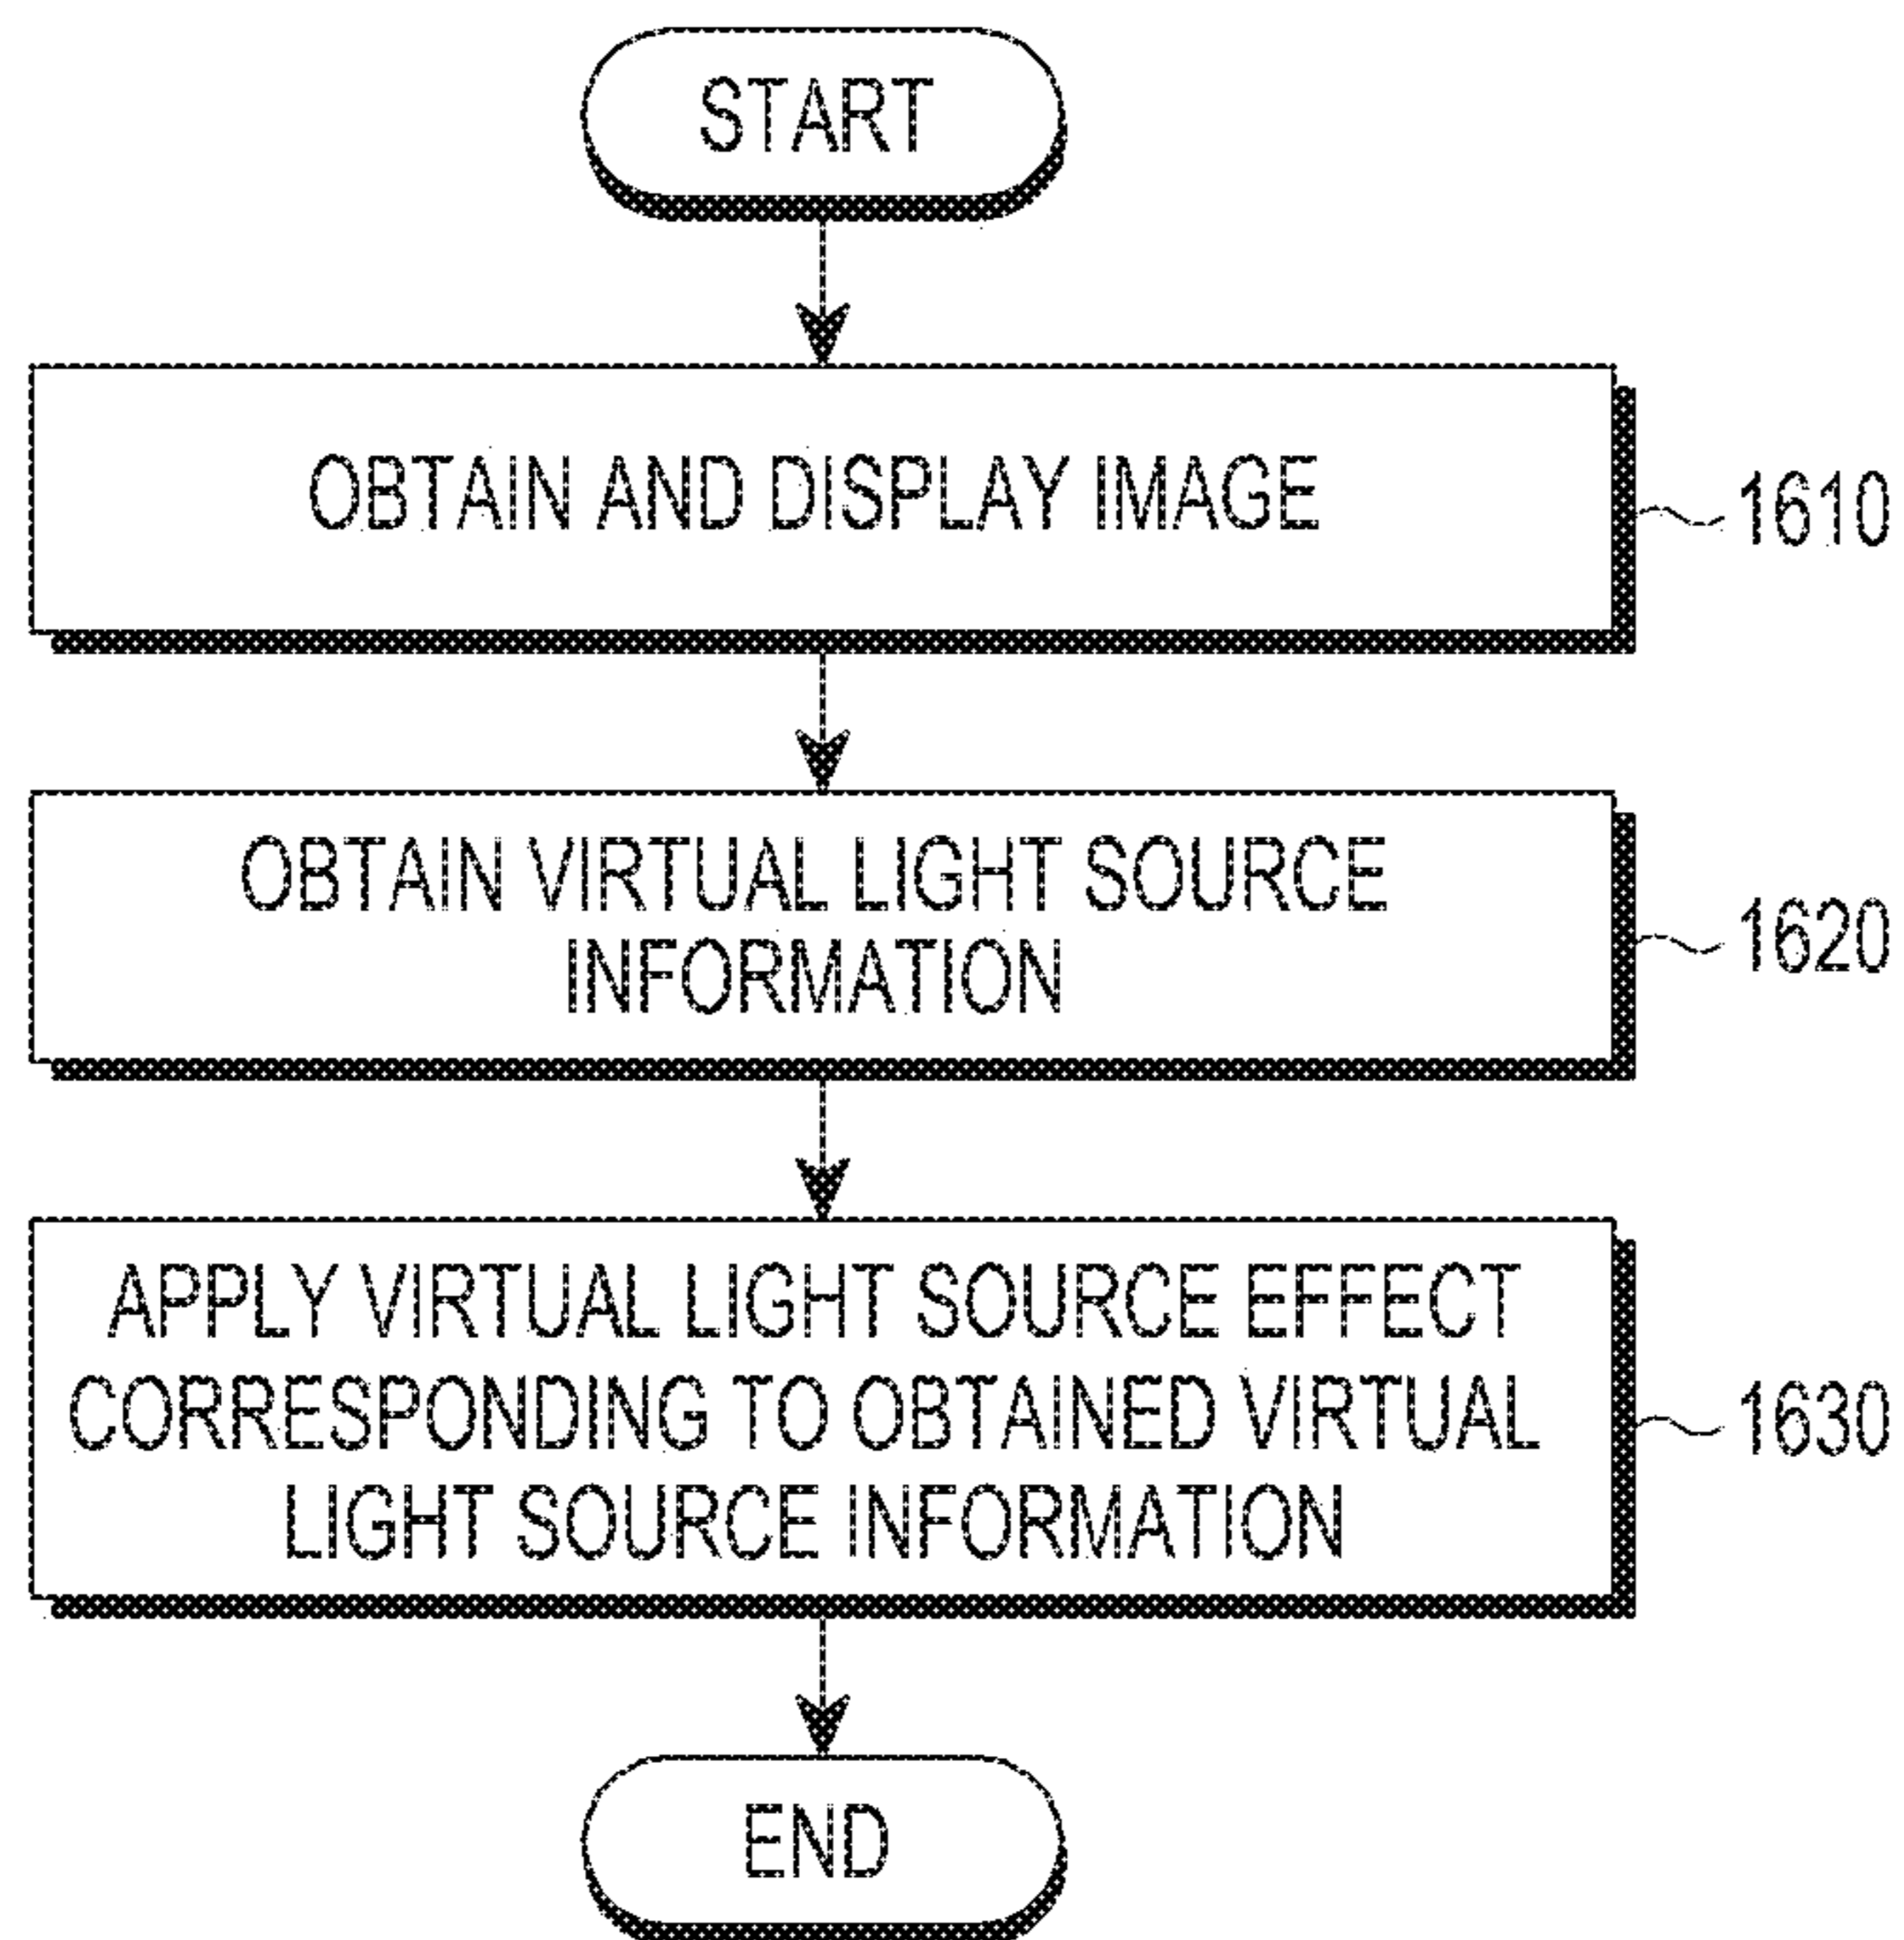 START
OBTAIN AND DISPLAY IMAGE
1610
OBTAIN VIRTUAL LIGHT SOURCE
INFORMATION
1620
APPLY VIRTUAL LIGHT SOURCE EFFECT
CORRESPONDING TO OBTAINED VIRTUAL
LIGHT SOURCE INFORMATION
1630
END